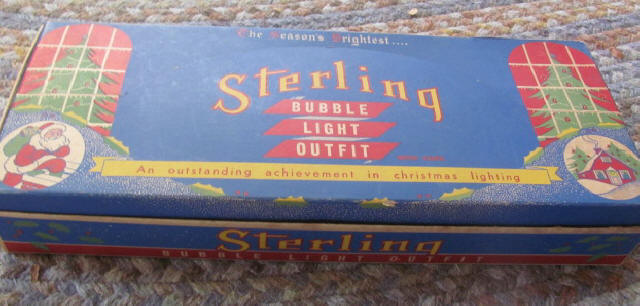 The Season's Brightest....
Sterling
BUBBLE
LIGHT
OUTFIT
An outstanding achievement in christmas lighting
Sterling
BUBBLE LIGHT OUTFIT